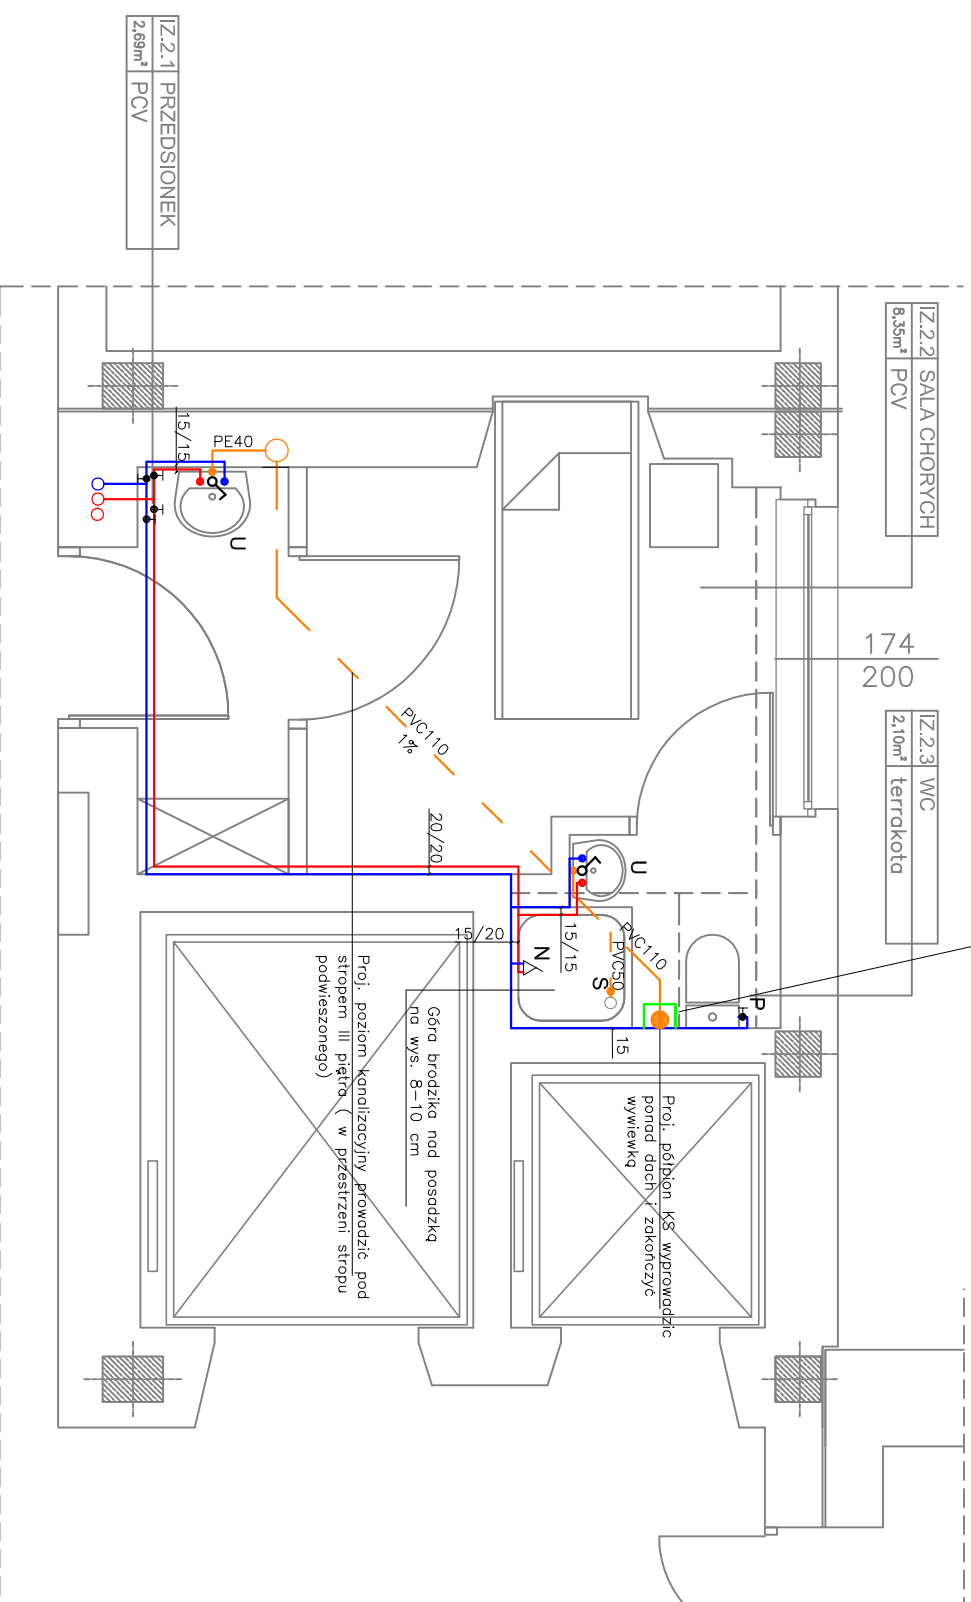 IZ.2.1 PRZEDSIONEK
2,69m² PCV
IZ.2.2 SALA CHORYCH
8,35m² PCV
174
200
IZ.2.3 WC
2,10m² terrakota
15/15
PE40
U
PVC110
1%
20/20
U
15/20
15/15
N
S
PVC50
PVC110
P
15
Góra brodzika nad posadzką
na wys. 8-10 cm
Proj. poziom kanalizacyjny prowadzić pod
stropem III piętra ( w przestrzeni stropu
podwieszonego)
Proj. półpion KS wyprowadzic
ponad dach i zakończyć
wywiewką